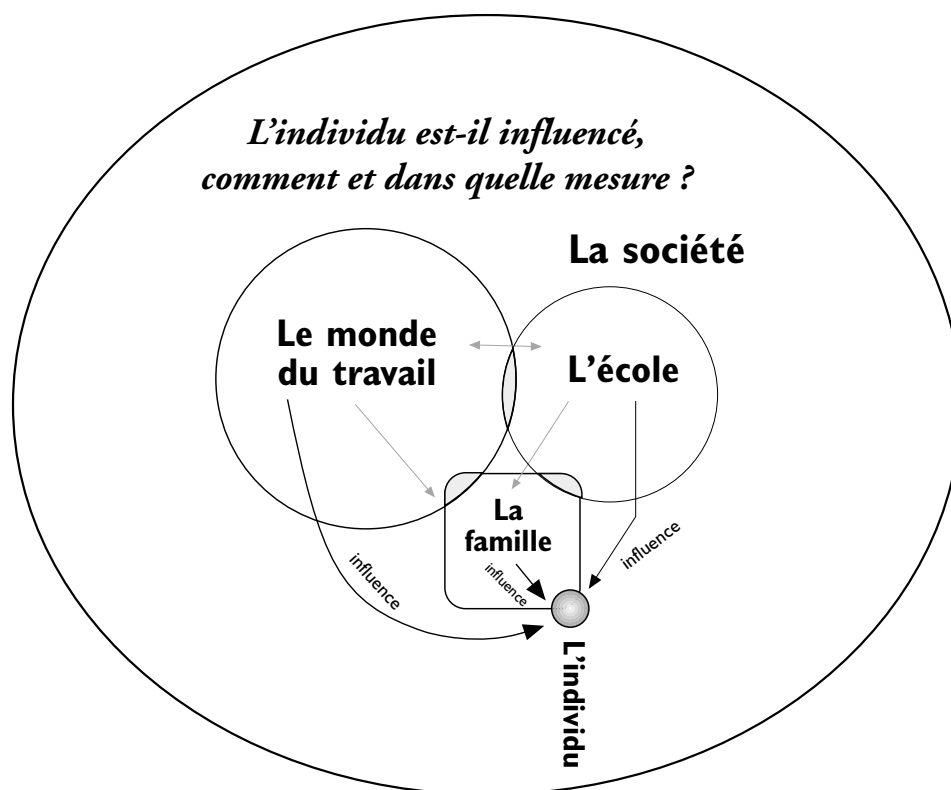 L'individu est-il influencé,
comment et dans quelle mesure ?
La société
Le monde
du travail
L'école
La
famille
influence
influence
influence
L'individu